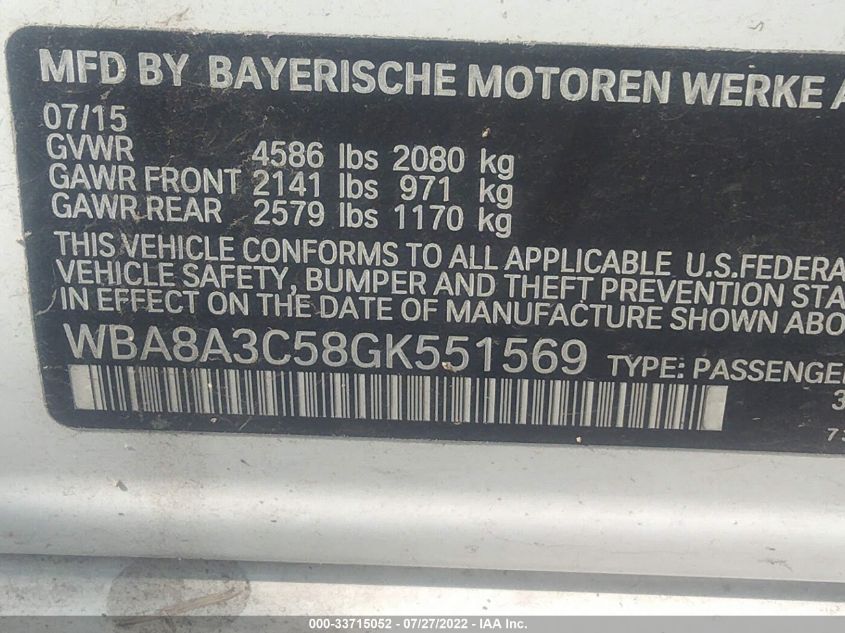 MFD BY BAYERISCHE MOTOREN WERKE A
07/15
GVWR 4586 lbs 2080 kg
GAWR FRONT 2141 lbs 971 kg
GAWR REAR 2579 lbs 1170 kg
THIS VEHICLE CONFORMS TO ALL APPLICABLE U.S.FEDERA
VEHICLE SAFETY, BUMPER AND THEFT PREVENTION STA
IN EFFECT ON THE DATE OF MANUFACTURE SHOWN ABO
WBA8A3C58GK551569 TYPE: PASSENGE
3
73
000-33715052 - 07/27/2022 - IAA, Inc.